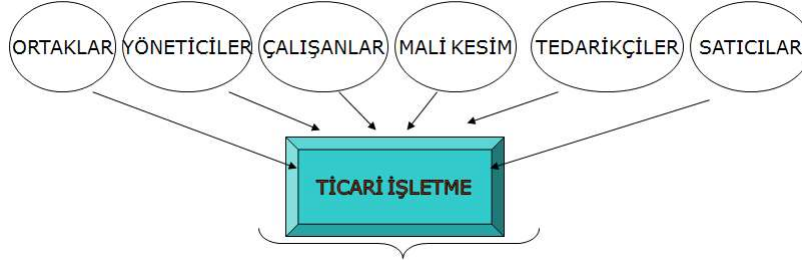 ORTAKLAR
YÖNETİCİLER
ÇALIŞANLAR
MALİ KESİM
TEDARİKÇİLER
SATICILAR
TİCARİ İŞLETME